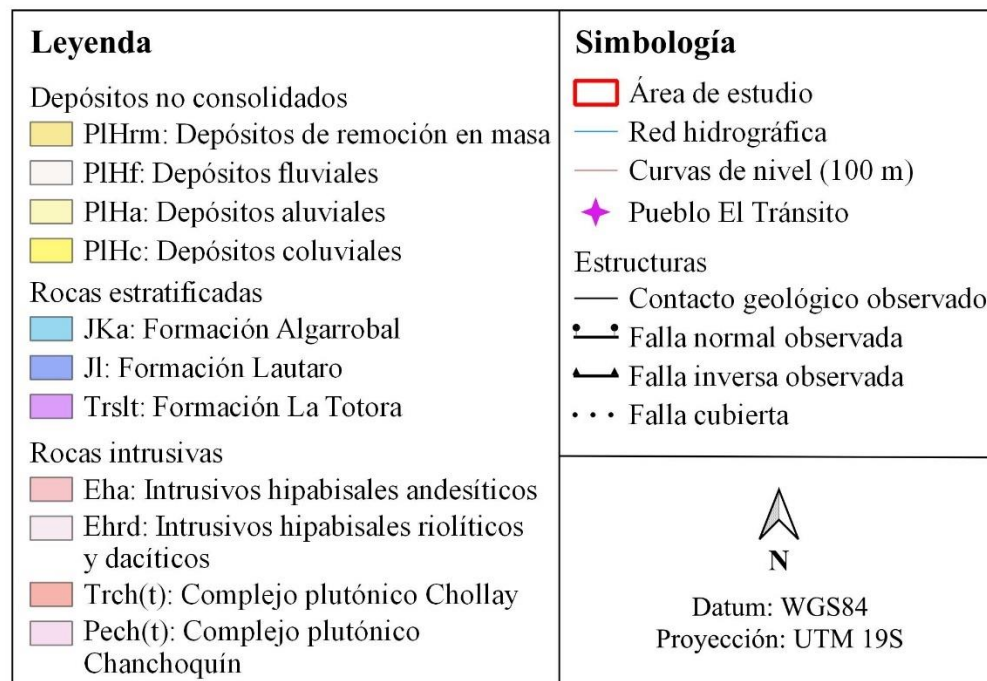 Leyenda
Depósitos no consolidados
PlHrm: Depósitos de remoción en masa
PlHf: Depósitos fluviales
PlHa: Depósitos aluviales
PlHc: Depósitos coluviales
Rocas estratificadas
JKa: Formación Algarrobal
Jl: Formación Lautaro
Trslt: Formación La Totora
Rocas intrusivas
Eha: Intrusivos hipabisales andesíticos
Ehrd: Intrusivos hipabisales riolíticos
y dacíticos
Trch(t): Complejo plutónico Chollay
Pech(t): Complejo plutónico
Chanchoquín
Simbología
Área de estudio
Red hidrográfica
Curvas de nivel (100 m)
Pueblo El Tránsito
Estructuras
Contacto geológico observado
Falla normal observada
Falla inversa observada
Falla cubierta
N
Datum: WGS84
Proyección: UTM 19S